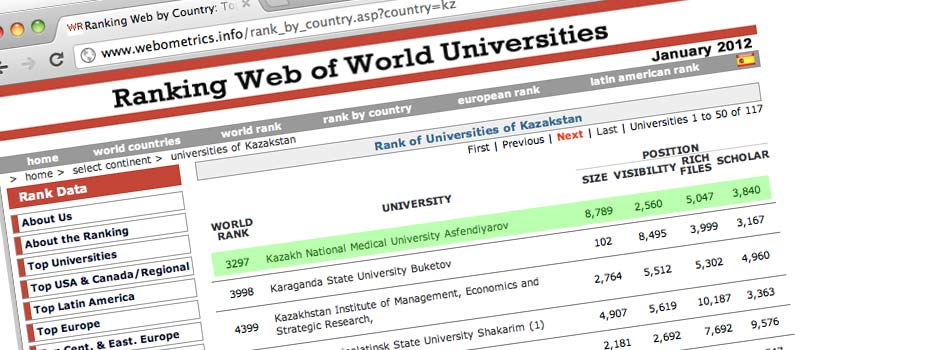 WR Ranking Web by Country: To
www.webometrics.info/rank_by_country.asp?country=kz
Ranking Web of World Universities
January 2012
home world countries world rank rank by country european rank latin american rank
> home > select continent > universities of Kazakstan
Rank of Universities of Kazakstan
First | Previous | Next | Last | Universities 1 to 50 of 117
Rank Data
About Us
About the Ranking
Top Universities
Top USA & Canada/Regional
Top Latin America
Top Europe
Cent. & East. Europe
POSITION
WORLD RANK UNIVERSITY SIZE VISIBILITY RICH FILES SCHOLAR
3297 Kazakh National Medical University Asfendiyarov 8,789 2,560 5,047 3,840
3998 Karaganda State University Buketov 102 8,495 3,999 3,167
4399 Kazakhstan Institute of Management, Economics and 2,764 5,512 5,302 4,960
Strategic Research,
State University Shakarim (1) 4,907 5,619 10,187 3,363
2,181 2,692 7,692 9,576